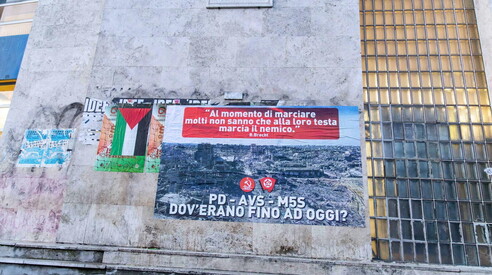 "Al momento di marciare
molti non sanno che alla loro testa
marcia il nemico."
PD - AVS - M5S
DOV'ERANO FINO AD OGGI?